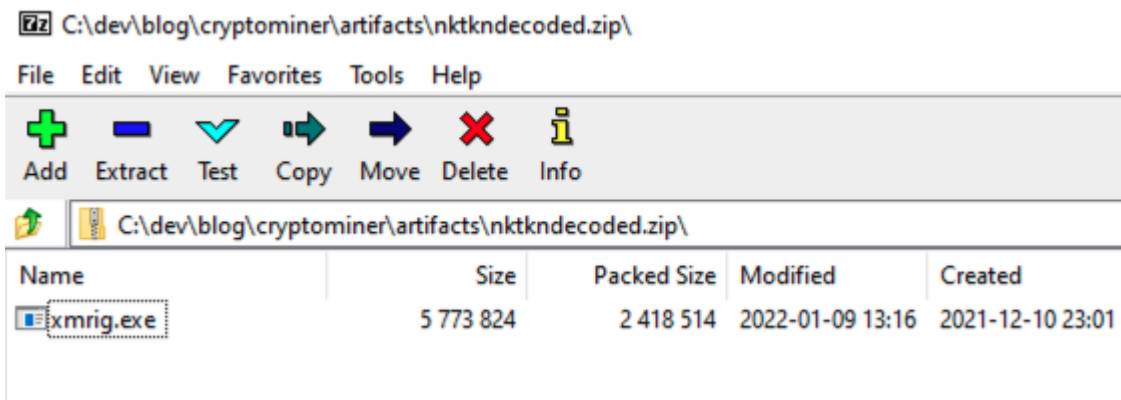 7z C:\dev\blog\cryptominer\artifacts\nktkndecoded.zip\
File Edit View Favorites Tools Help
Add Extract Test Copy Move Delete Info
C:\dev\blog\cryptominer\artifacts\nktkndecoded.zip\
Name Size Packed Size Modified Created
xmrig.exe 5 773 824 2 418 514 2022-01-09 13:16 2021-12-10 23:01